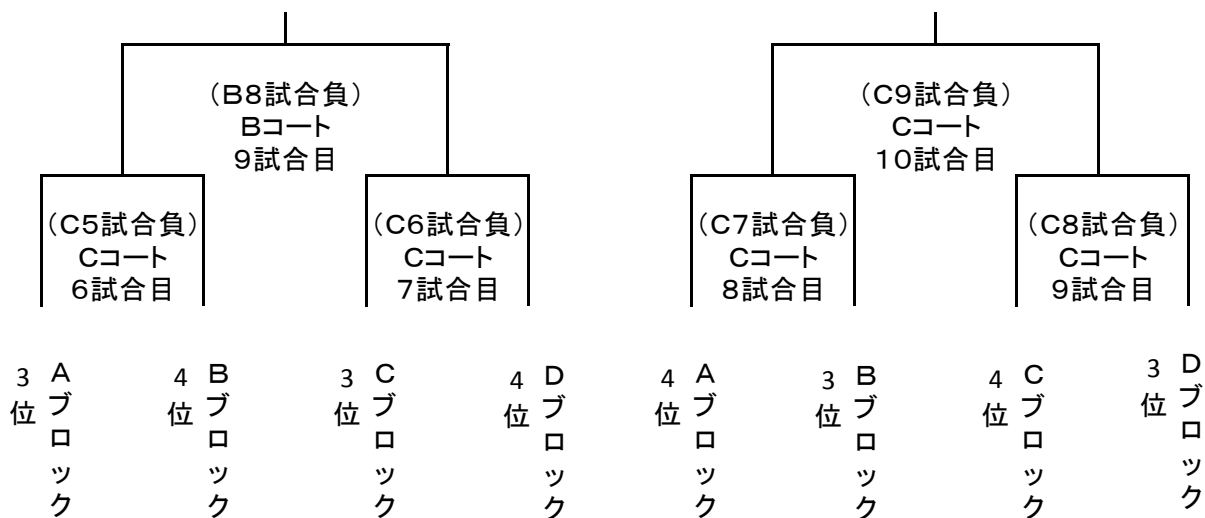 （B8試合負）
Bコート
9試合目
（C9試合負）
Cコート
10試合目
（C5試合負）
Cコート
6試合目
（C6試合負）
Cコート
7試合目
（C7試合負）
Cコート
8試合目
（C8試合負）
Cコート
9試合目
Aブロック
3位
Bブロック
4位
Cブロック
3位
Dブロック
4位
Aブロック
4位
Bブロック
3位
Cブロック
4位
Dブロック
3位